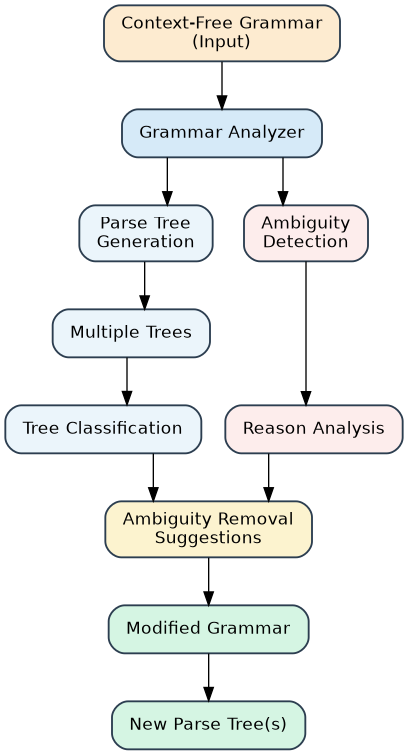 Context-Free Grammar
(Input)
Grammar Analyzer
Parse Tree
Generation
Ambiguity
Detection
Multiple Trees
Tree Classification
Reason Analysis
Ambiguity Removal
Suggestions
Modified Grammar
New Parse Tree(s)